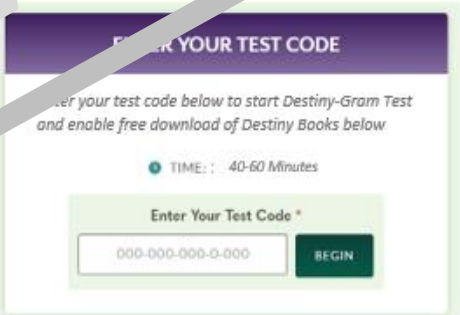 YOUR TEST CODE
your test code below to start Destiny-Gram Test
and enable free download of Destiny Books below
TIME: : 40-60 Minutes
Enter Your Test Code *
000-000-000-0-000 BEGIN